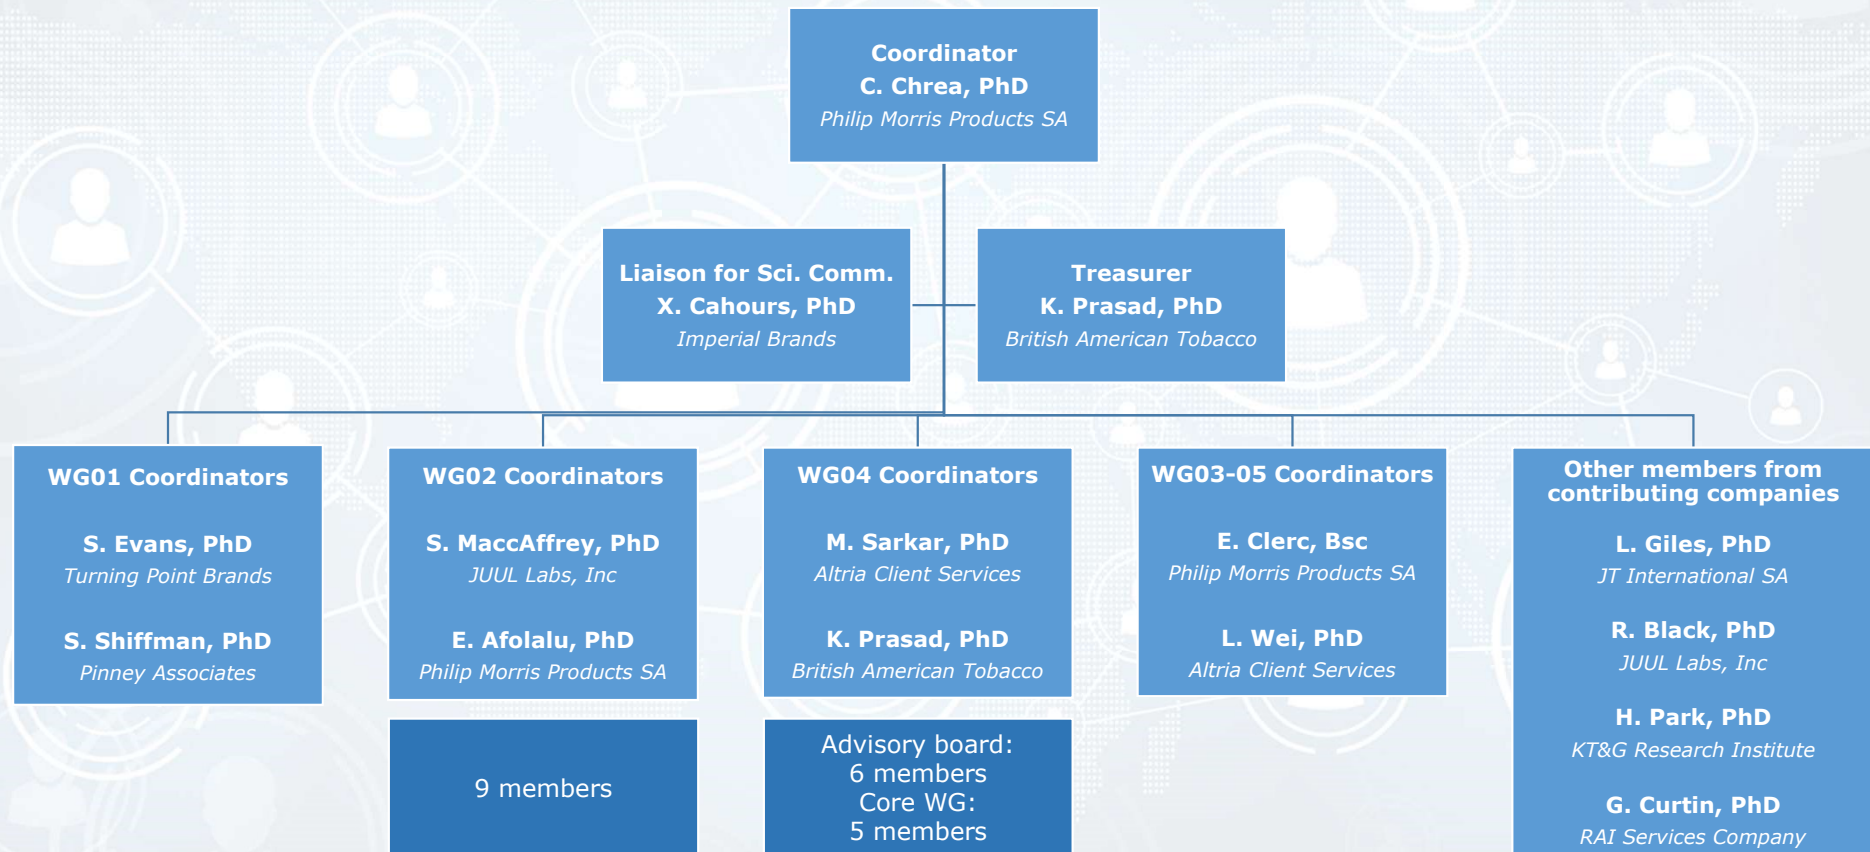 Coordinator
C. Chrea, PhD
Philip Morris Products SA
Liaison for Sci. Comm.
X. Cahours, PhD
Imperial Brands
Treasurer
K. Prasad, PhD
British American Tobacco
WG01 Coordinators
S. Evans, PhD
Turning Point Brands
S. Shiffman, PhD
Pinney Associates
WG02 Coordinators
S. MaccAffrey, PhD
JUUL Labs, Inc
E. Afolalu, PhD
Philip Morris Products SA
9 members
WG04 Coordinators
M. Sarkar, PhD
Altria Client Services
K. Prasad, PhD
British American Tobacco
Advisory board:
6 members
Core WG:
5 members
WG03-05 Coordinators
E. Clerc, Bsc
Philip Morris Products SA
L. Wei, PhD
Altria Client Services
Other members from
contributing companies
L. Giles, PhD
JT International SA
R. Black, PhD
JUUL Labs, Inc
H. Park, PhD
KT&G Research Institute
G. Curtin, PhD
RAI Services Company